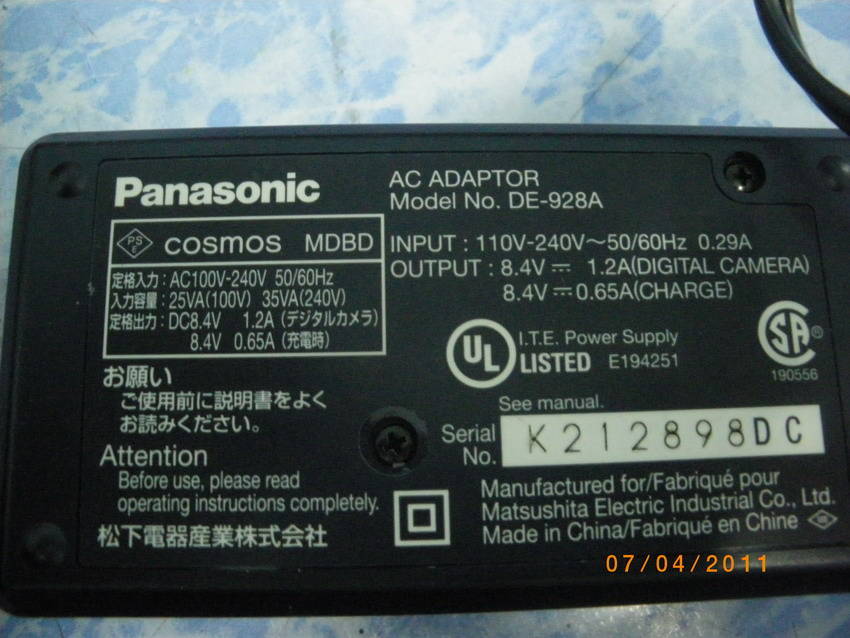 Panasonic
AC ADAPTOR
Model No. DE-928A
PS
E
cosmos MDBD
定格入力：AC100V-240V 50/60Hz
入力容量：25VA(100V) 35VA(240V)
定格出力：DC8.4V 1.2A (デジタルカメラ)
8.4V 0.65A (充電時)
INPUT : 110V-240V～50/60Hz 0.29A
OUTPUT : 8.4V⎓ 1.2A(DIGITAL CAMERA)
8.4V⎓0.65A(CHARGE)
UL
I.T.E. Power Supply
LISTED E194251
SA ®
190556
お願い
ご使用前に説明書をよく
お読みください。
Attention
Before use, please read
operating instructions completely.
松下電器産業株式会社
See manual.
Serial No. K212898DC
Manufactured for/Fabriqué pour
Matsushita Electric Industrial Co., Ltd.
Made in China/Fabriqué en Chine
07/04/2011